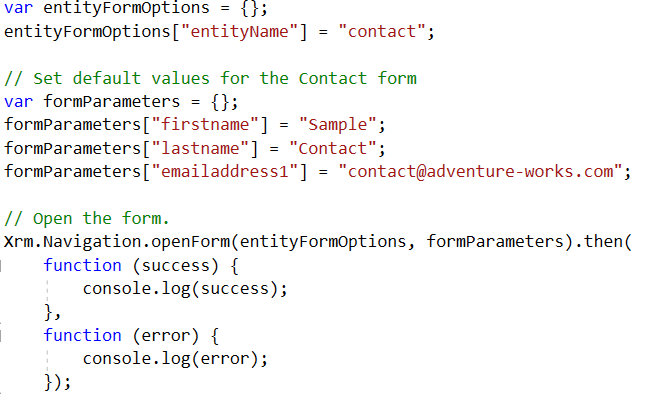 var entityFormOptions = {};
entityFormOptions["entityName"] = "contact";
// Set default values for the Contact form
var formParameters = {};
formParameters["firstname"] = "Sample";
formParameters["lastname"] = "Contact";
formParameters["emailaddress1"] = "contact@adventure-works.com";
// Open the form.
Xrm.Navigation.openForm(entityFormOptions, formParameters).then(
    function (success) {
        console.log(success);
    },
    function (error) {
        console.log(error);
    });